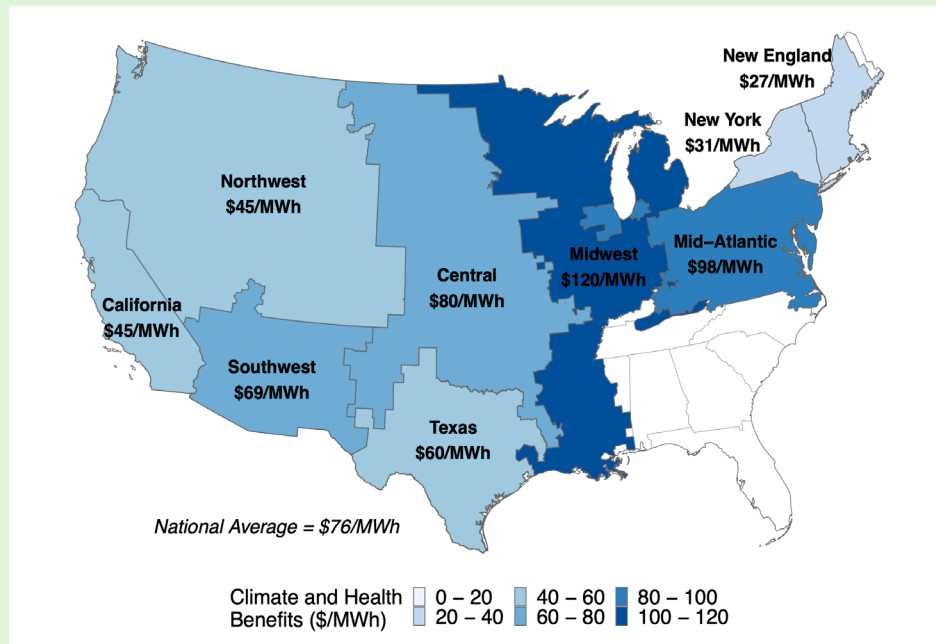 New England
$27/MWh
New York
$31/MWh
Northwest
$45/MWh
Mid–Atlantic
$98/MWh
Midwest
$120/MWh
Central
$80/MWh
California
$45/MWh
Southwest
$69/MWh
Texas
$60/MWh
National Average = $76/MWh
Climate and Health 0 – 20 40 – 60 80 – 100
Benefits ($/MWh) 20 – 40 60 – 80 100 – 120